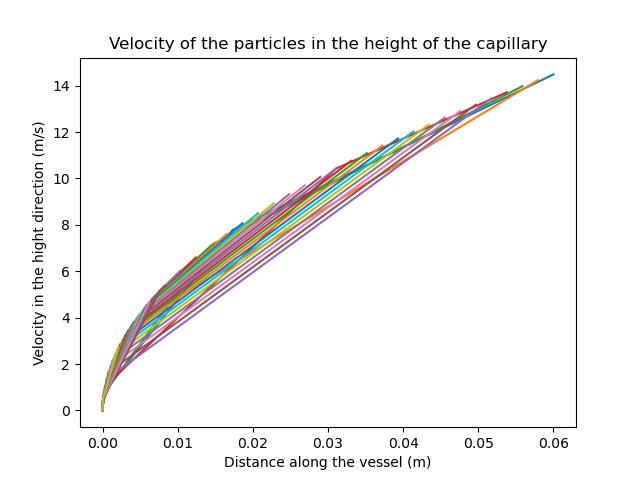 Velocity of the particles in the height of the capillary
Velocity in the hight direction (m/s)
14
12
10
8
6
4
2
0
0.00 0.01 0.02 0.03 0.04 0.05 0.06
Distance along the vessel (m)